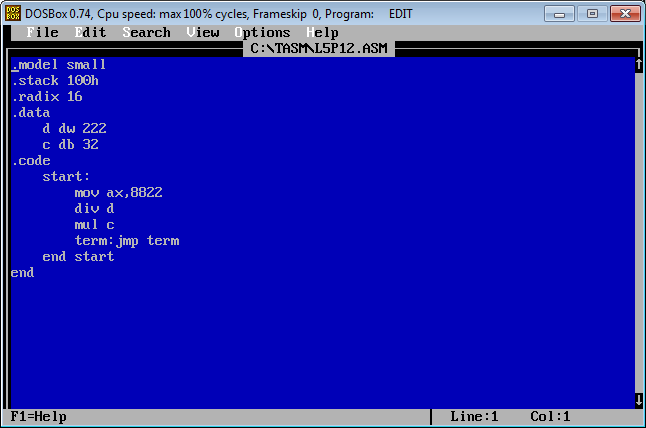 DOS BOX DOSBox 0.74, Cpu speed: max 100% cycles, Frameskip 0, Program: EDIT
File Edit Search View Options Help
C:\TASM\L5P12.ASM
.model small
.stack 100h
.radix 16
.data
d dw 222
c db 32
.code
start:
mov ax,8822
div d
mul c
term:jmp term
end start
end
F1=Help Line:1 Col:1